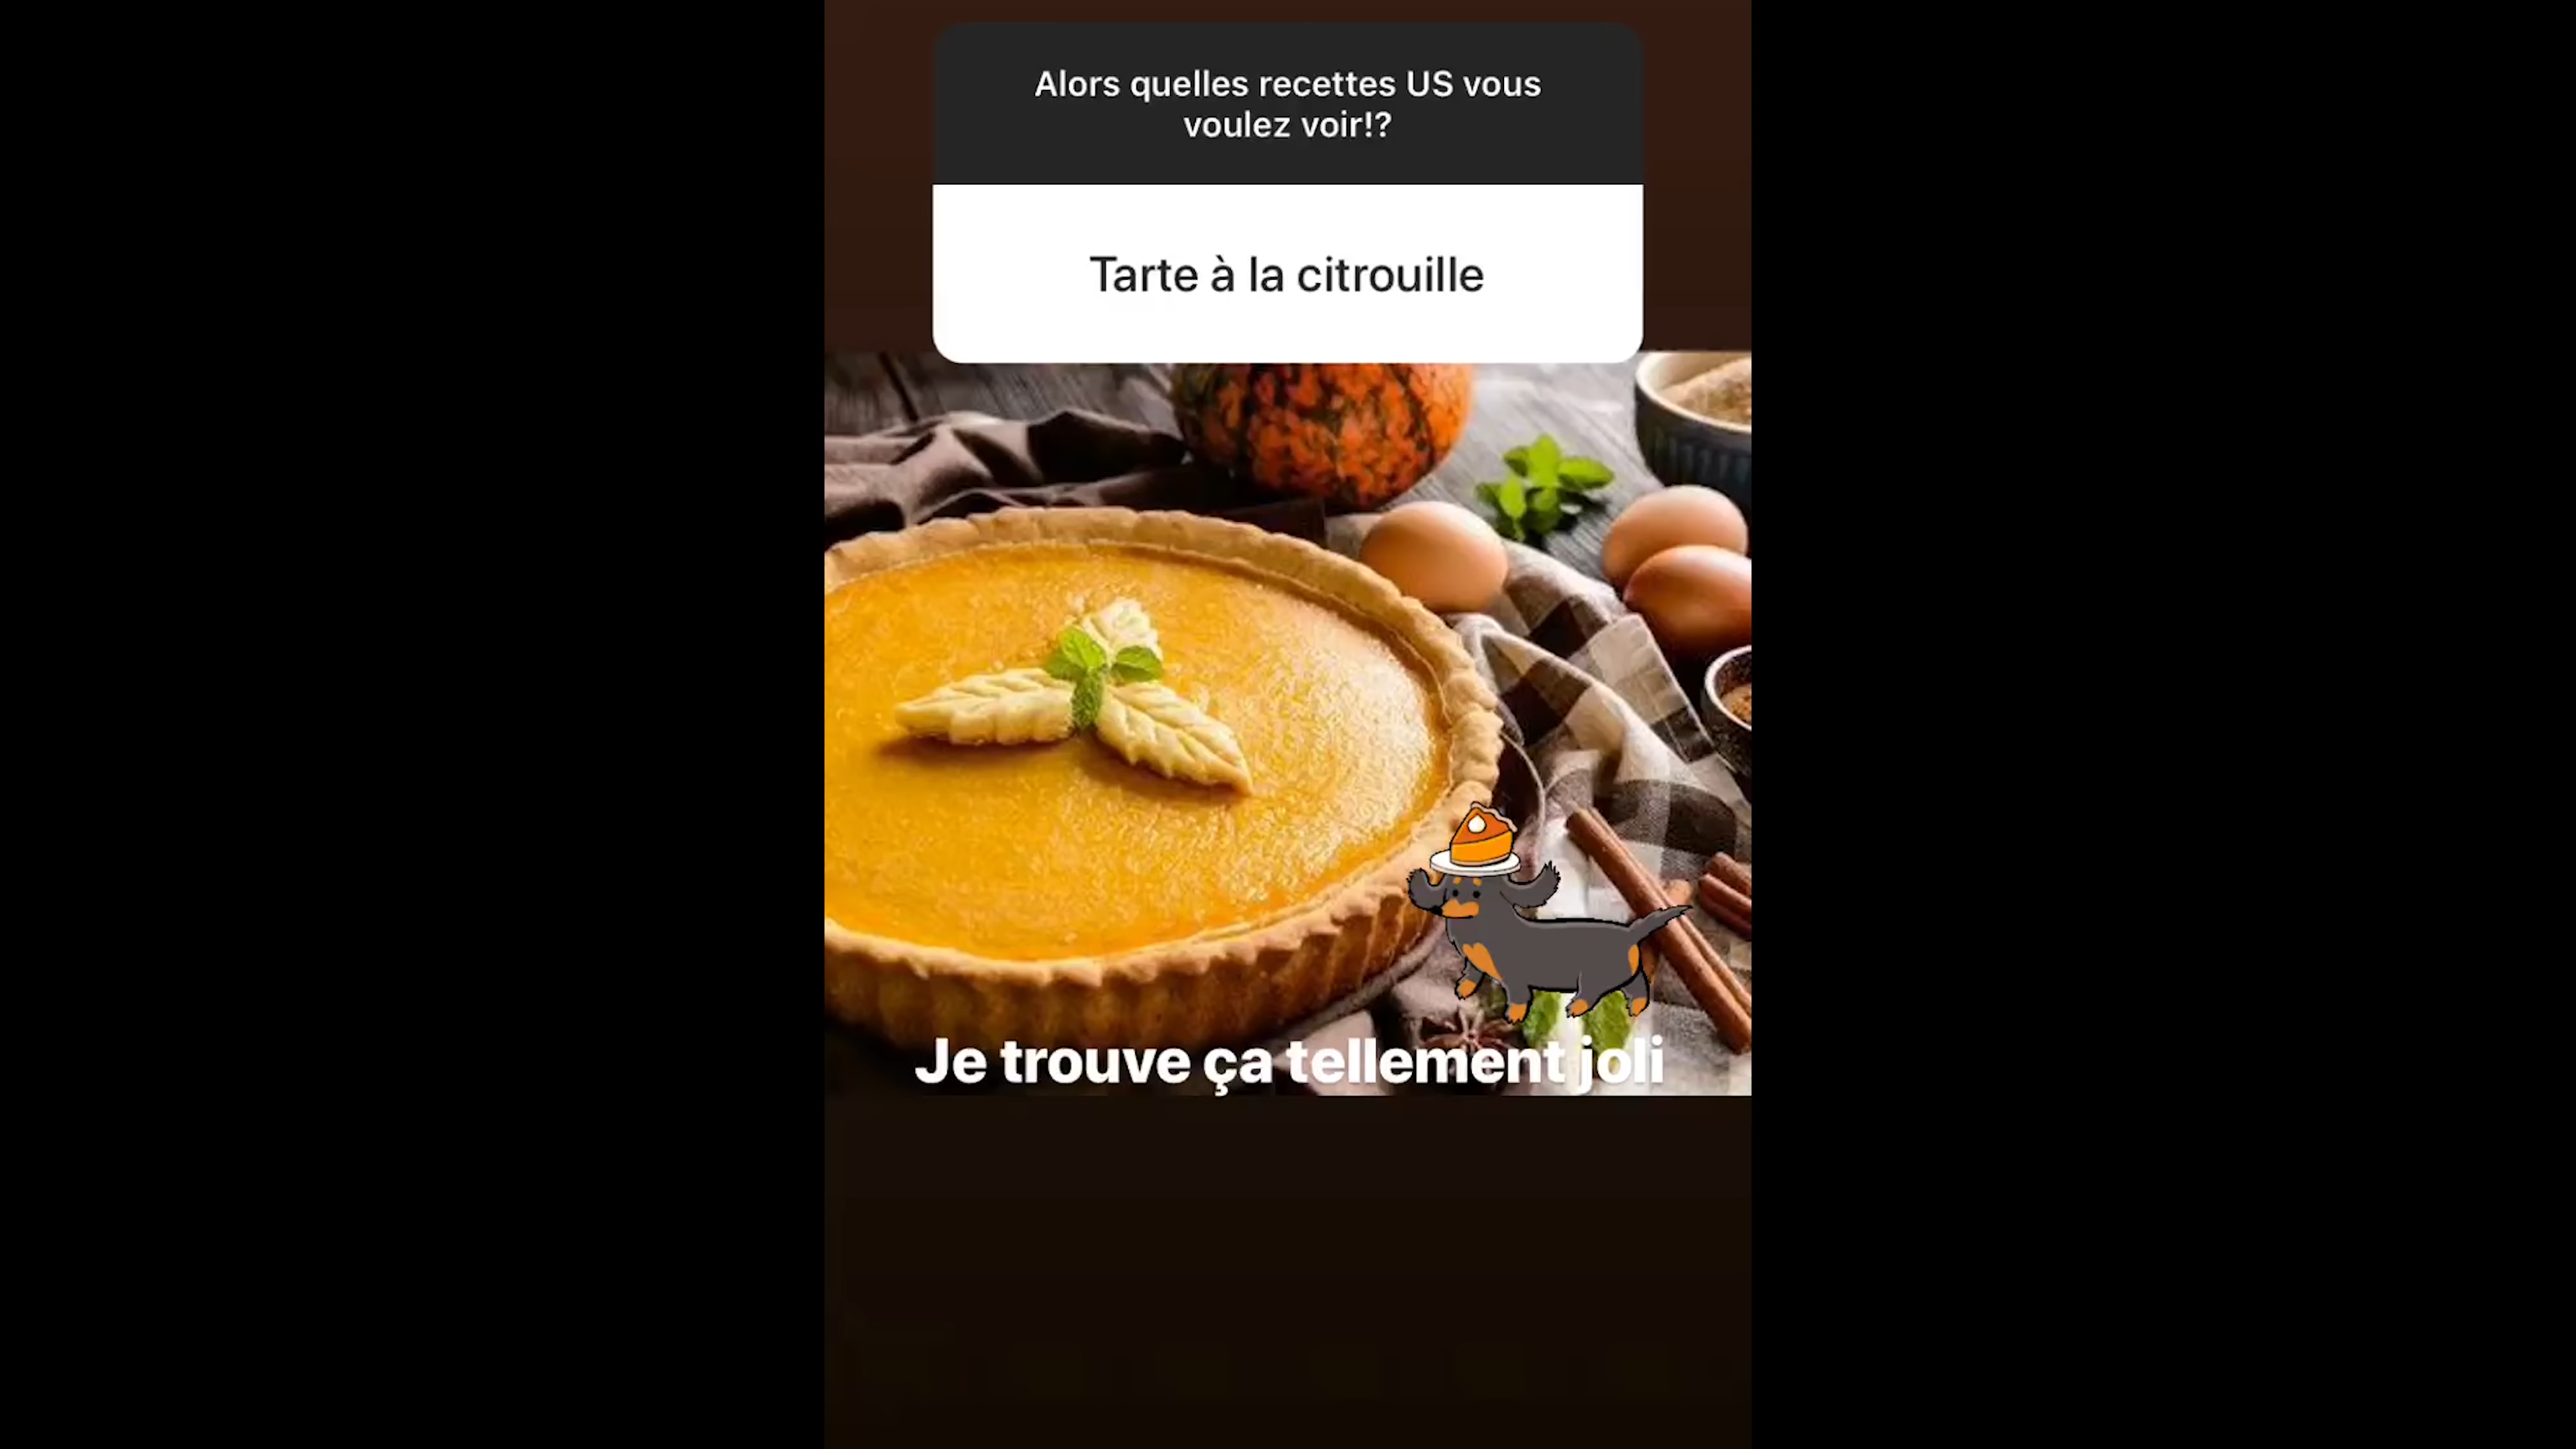 Alors quelles recettes US vous
voulez voir!?
Tarte à la citrouille
Je trouve ça tellement joli